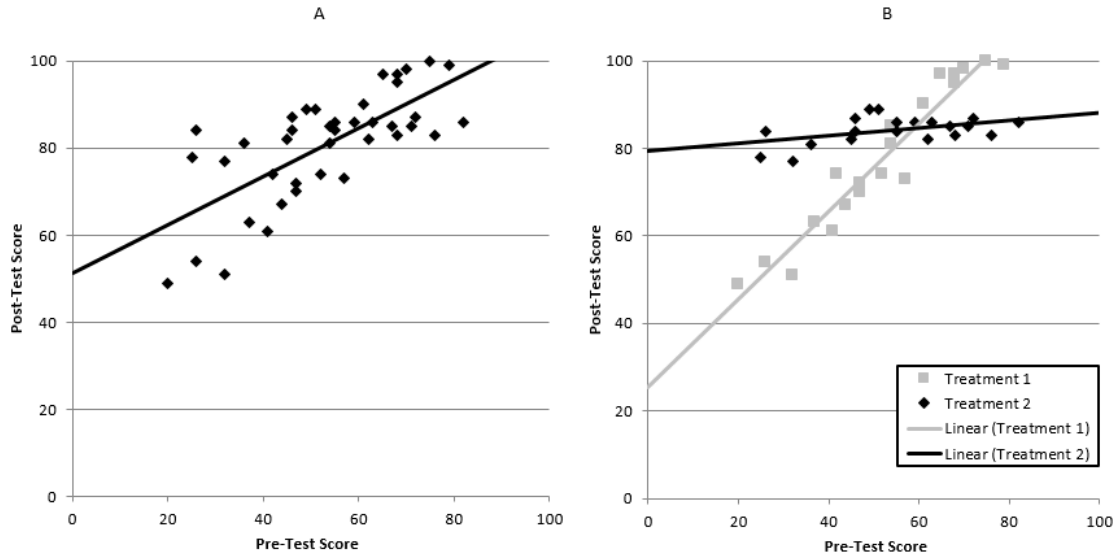 A
100
80
60
40
20
0
Post-Test Score
0 20 40 60 80 100
Pre-Test Score
B
100
80
60
40
20
0
Post-Test Score
Treatment 1
Treatment 2
Linear (Treatment 1)
Linear (Treatment 2)
0 20 40 60 80 100
Pre-Test Score